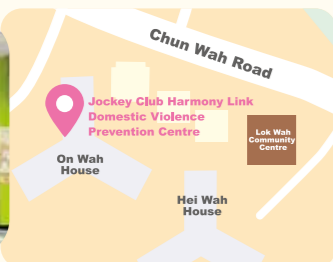 Chun Wah Road
Jockey Club Harmony Link
Domestic Violence
Prevention Centre
Lok Wah
Community
Centre
On Wah
House
Hei Wah
House